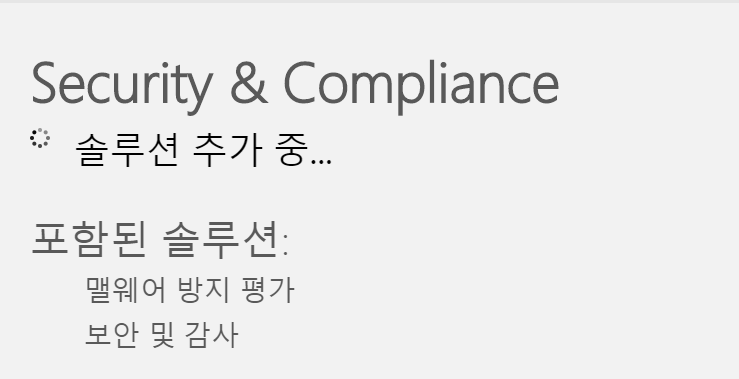 Security & Compliance
솔루션 추가 중...
포함된 솔루션:
맬웨어 방지 평가
보안 및 감사